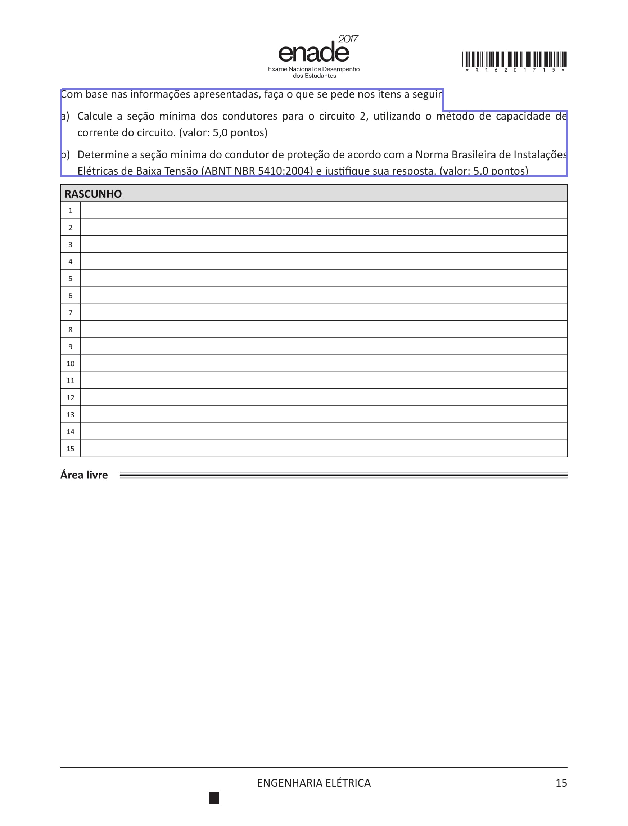 2017
enade
Exame Nacional de Desempenho
dos Estudantes
*R1620171 5*
Com base nas informações apresentadas, faça o que se pede nos itens a seguir
a) Calcule a seção mínima dos condutores para o circuito 2, utilizando o método de capacidade de
corrente do circuito. (valor: 5,0 pontos)
b) Determine a seção mínima do condutor de proteção de acordo com a Norma Brasileira de Instalações
Elétricas de Baixa Tensão (ABNT NBR 5410:2004) e justifique sua resposta. (valor: 5,0 pontos)
RASCUNHO
1
2
3
4
5
6
7
8
9
10
11
12
13
14
15
Área livre
ENGENHARIA ELÉTRICA 15